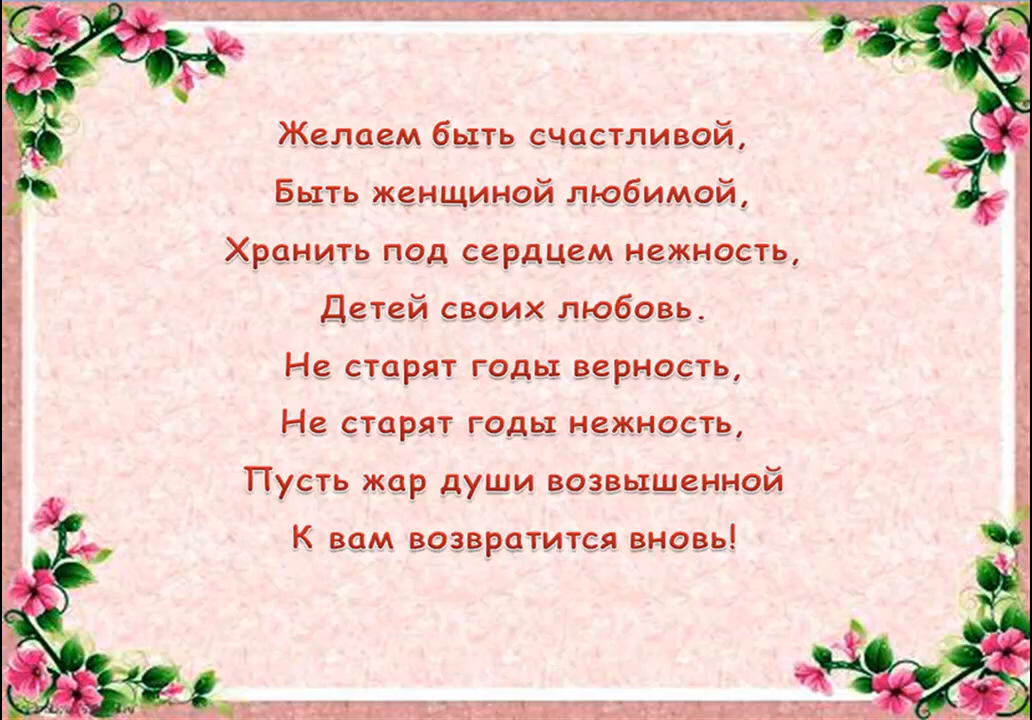 Желаем быть счастливой,
Быть женщиной любимой,
Хранить под сердцем нежность,
Детей своих любовь.
Не старят годы верность,
Не старят годы нежность,
Пусть жар души возвышенной
К вам возвратится вновь!